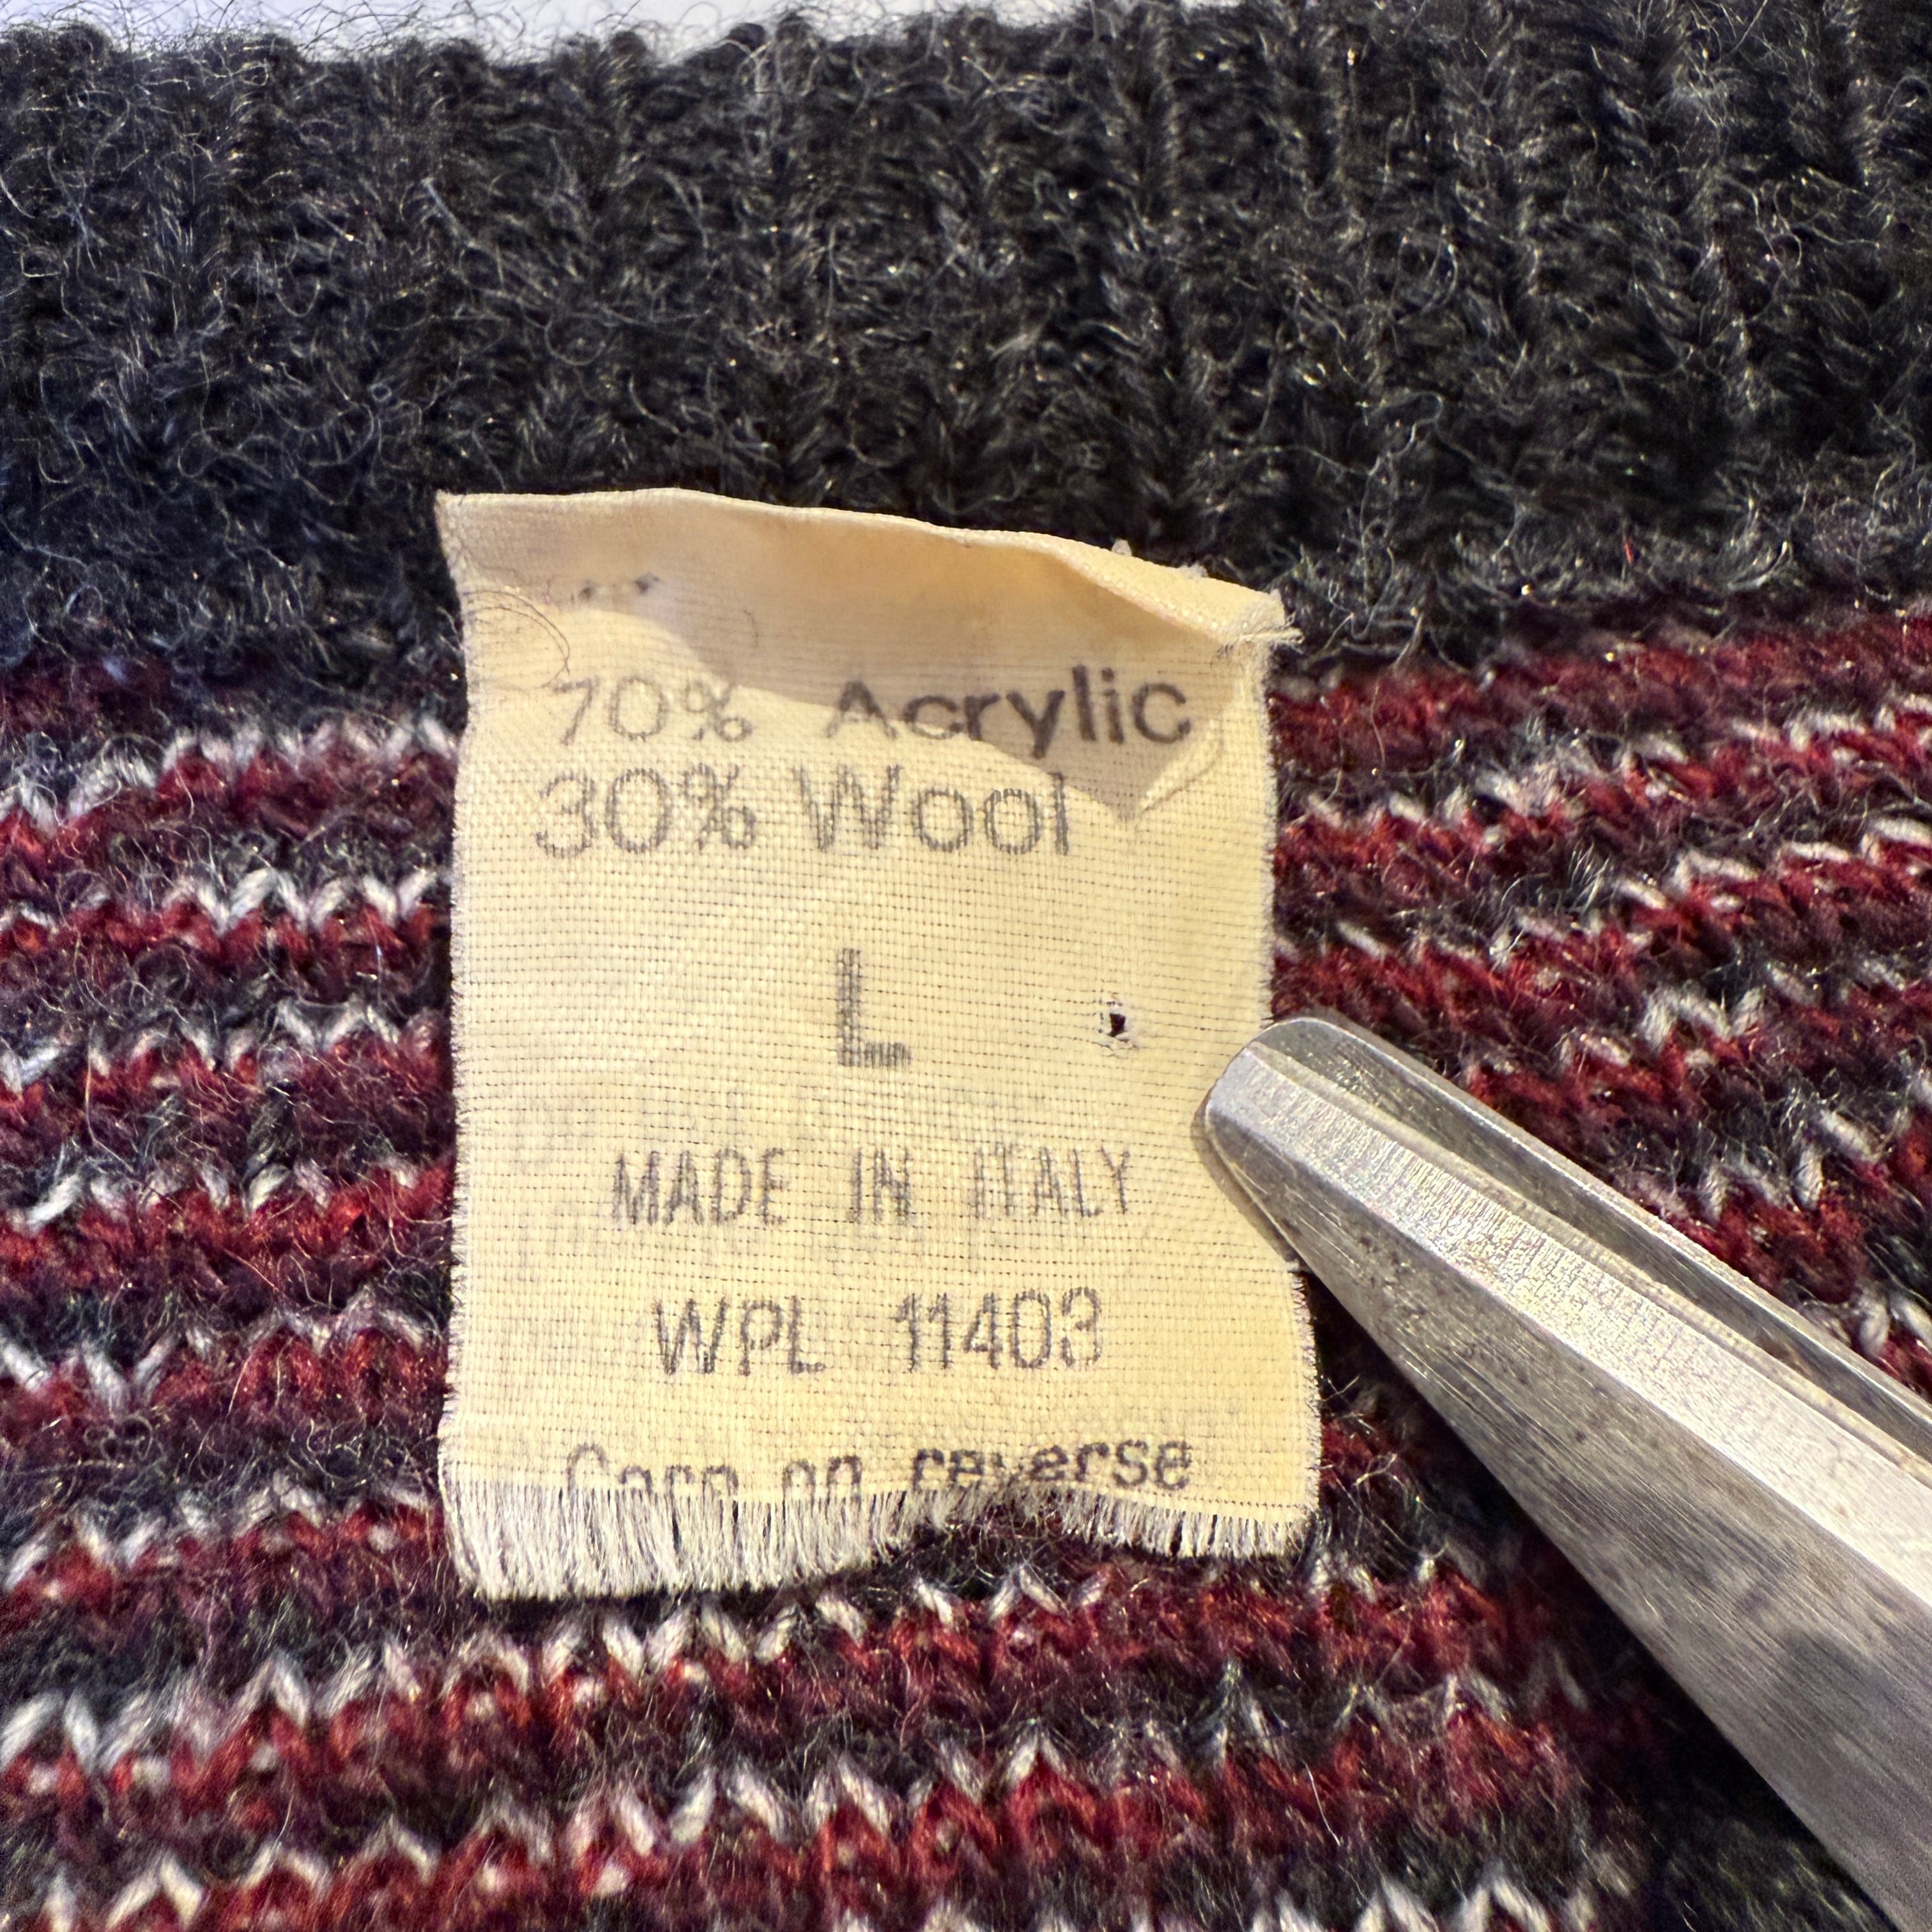 70% Acrylic
30% Wool
L
MADE IN ITALY
WPL 11403
Care on reverse